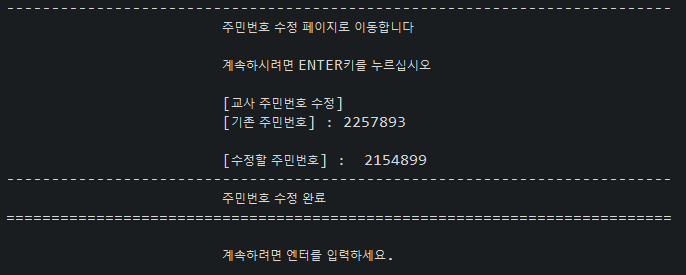 --------------------------------------------------------------------------
주민번호 수정 페이지로 이동합니다
계속하시려면 ENTER키를 누르십시오
[교사 주민번호 수정]
[기존 주민번호] : 2257893
[수정할 주민번호] :  2154899
--------------------------------------------------------------------------
주민번호 수정 완료
==========================================================================
계속하려면 엔터를 입력하세요.